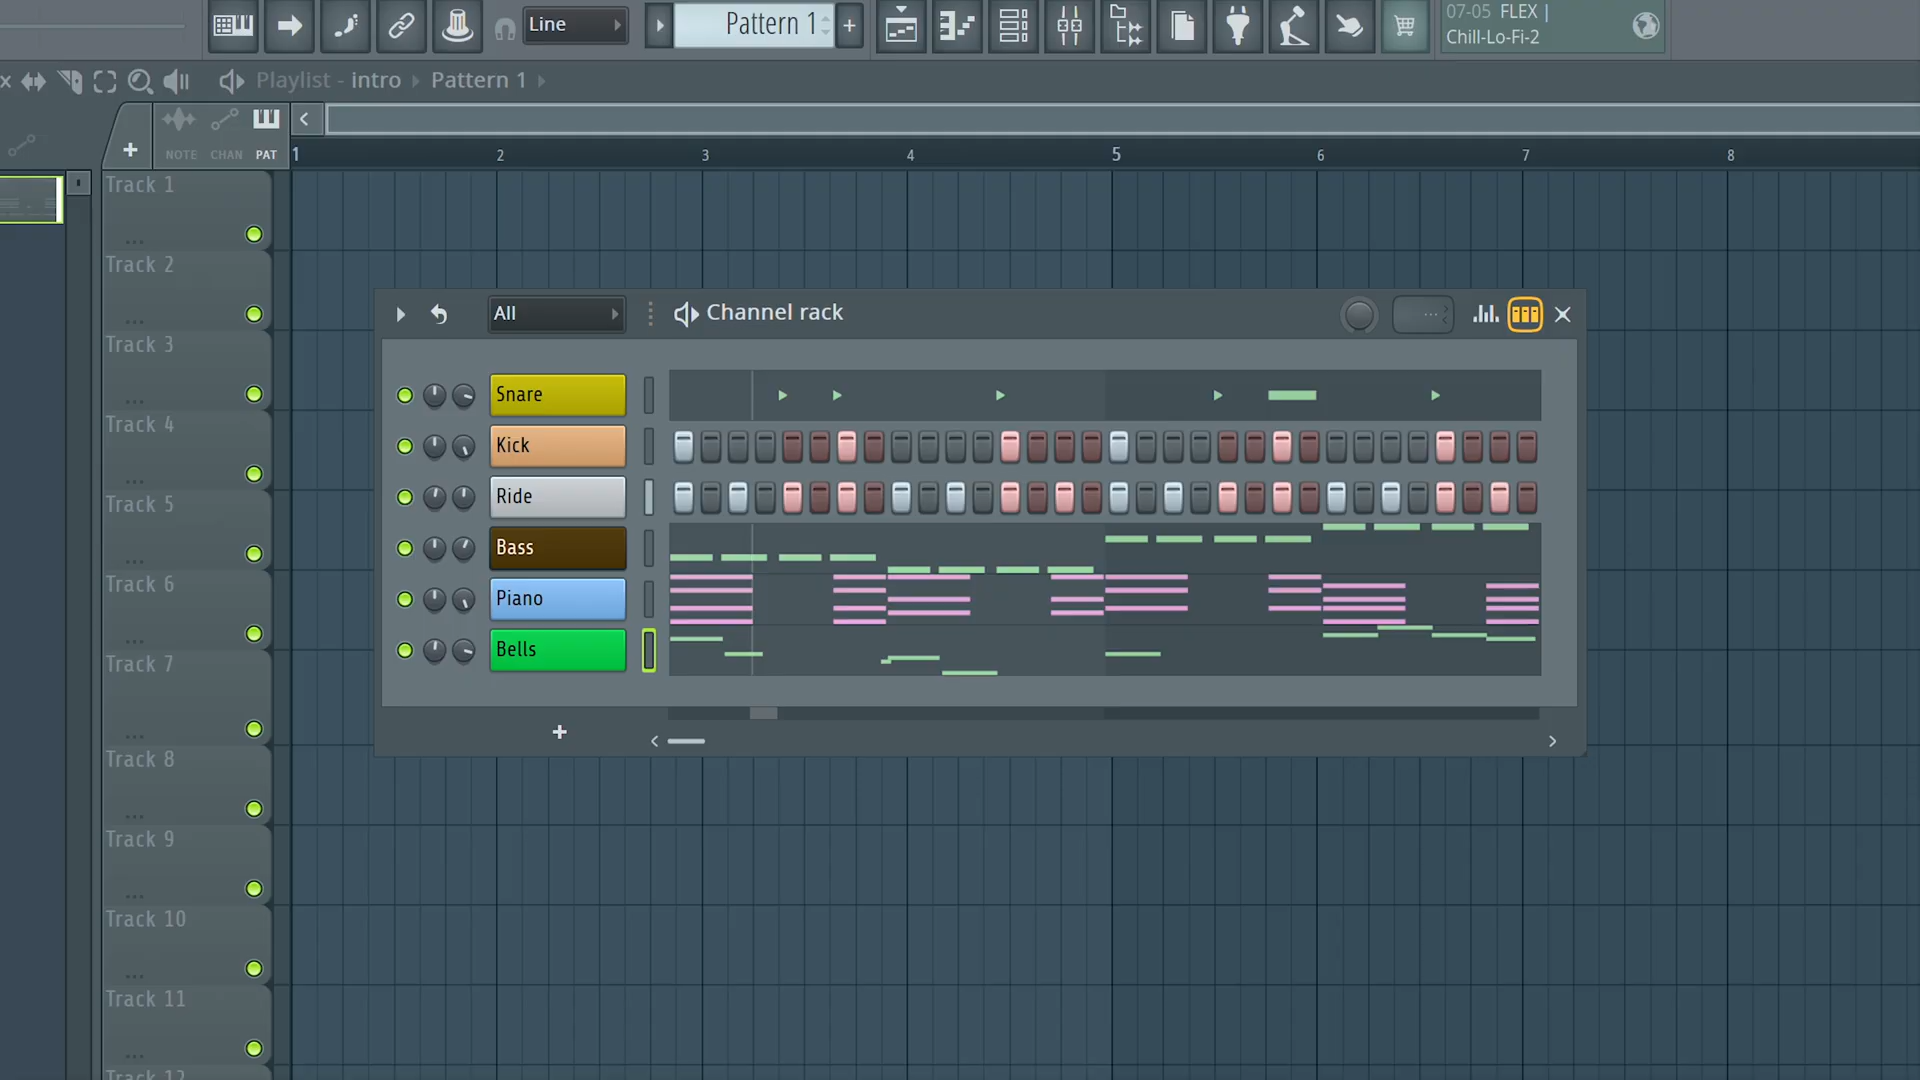 Line
Pattern 1
+
07-05 FLEX |
Chill-Lo-Fi-2
Playlist - intro
Pattern 1
NOTE
CHAN
PAT
1
2
3
4
5
6
7
8
Track 1
Track 2
Track 3
Track 4
Track 5
Track 6
Track 7
Track 8
Track 9
Track 10
Track 11
Track 12
All
Channel rack
Snare
Kick
Ride
Bass
Piano
Bells